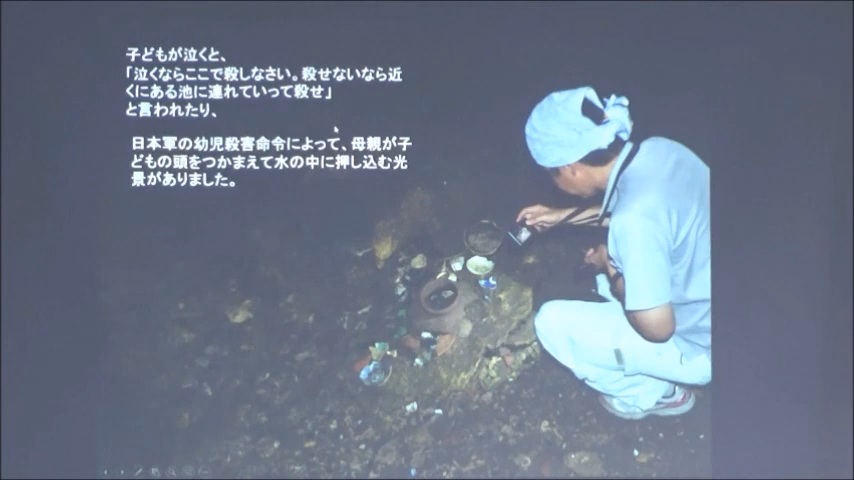 子どもが泣くと、
「泣くならここで殺しなさい。殺せないなら近
くにある池に連れていって殺せ」
と言われたり、
日本軍の幼児殺害命令によって、母親が子
どもの頭をつかまえて水の中に押し込む光
景がありました。